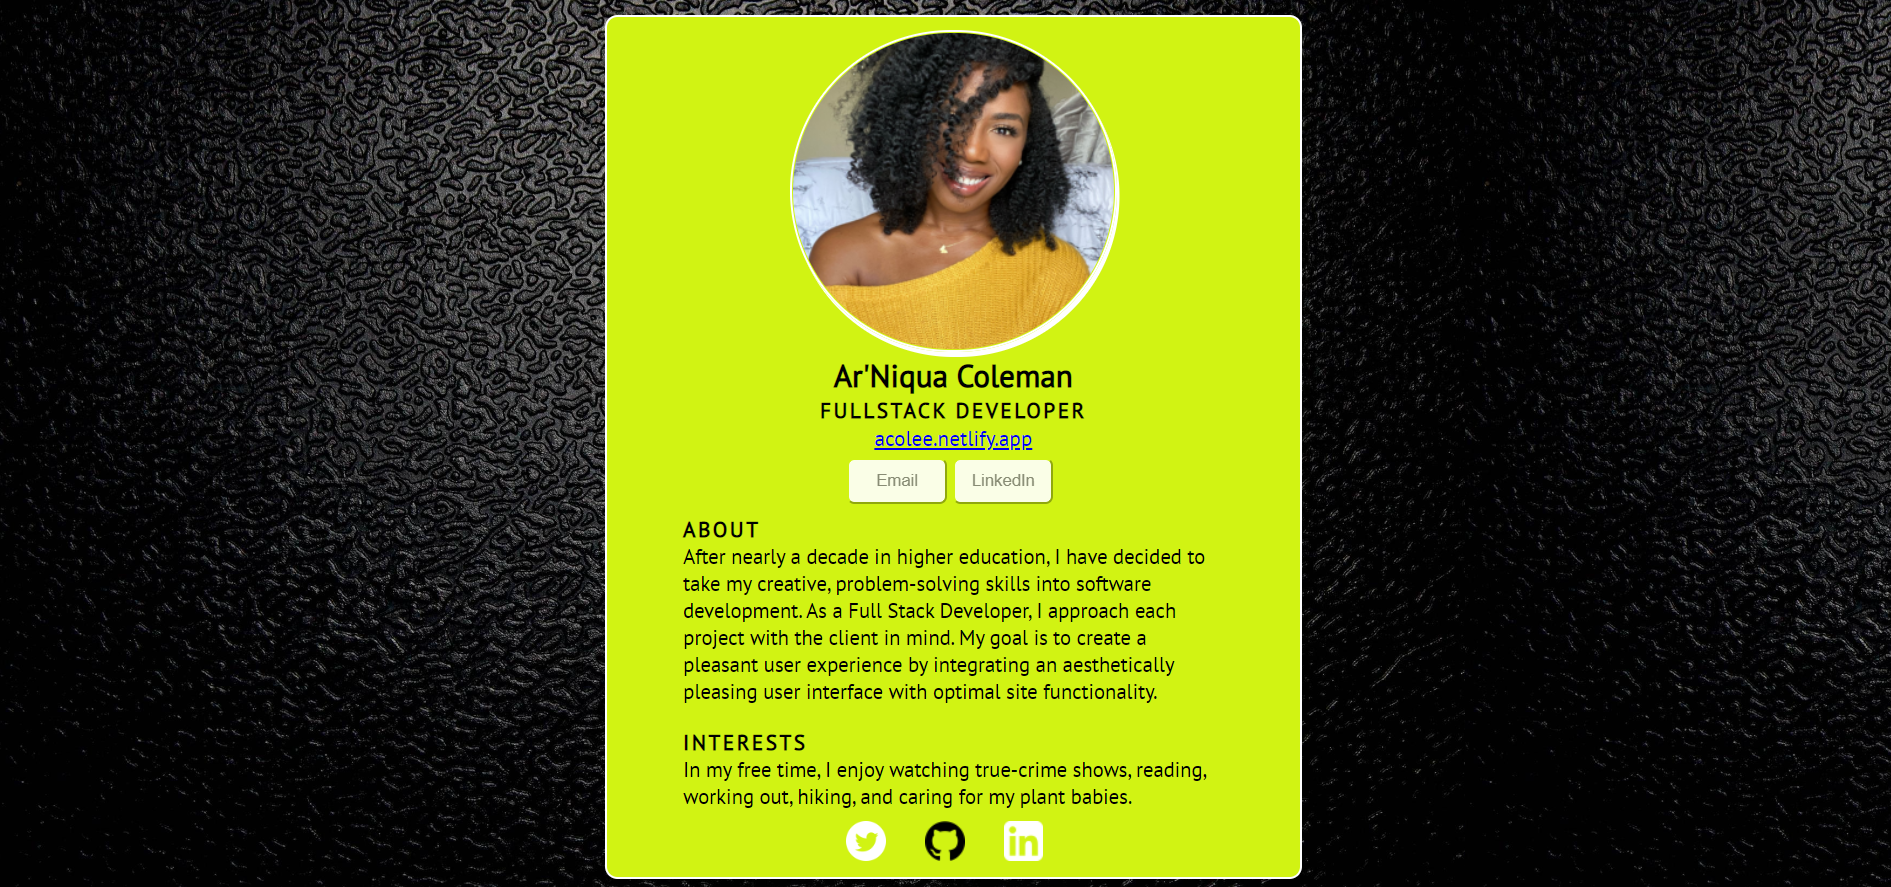 Ar'Niqua Coleman
FULLSTACK DEVELOPER
acolee.netlify.app
Email LinkedIn
ABOUT
After nearly a decade in higher education, I have decided to
take my creative, problem-solving skills into software
development. As a Full Stack Developer, I approach each
project with the client in mind. My goal is to create a
pleasant user experience by integrating an aesthetically
pleasing user interface with optimal site functionality.
INTERESTS
In my free time, I enjoy watching true-crime shows, reading,
working out, hiking, and caring for my plant babies.
in